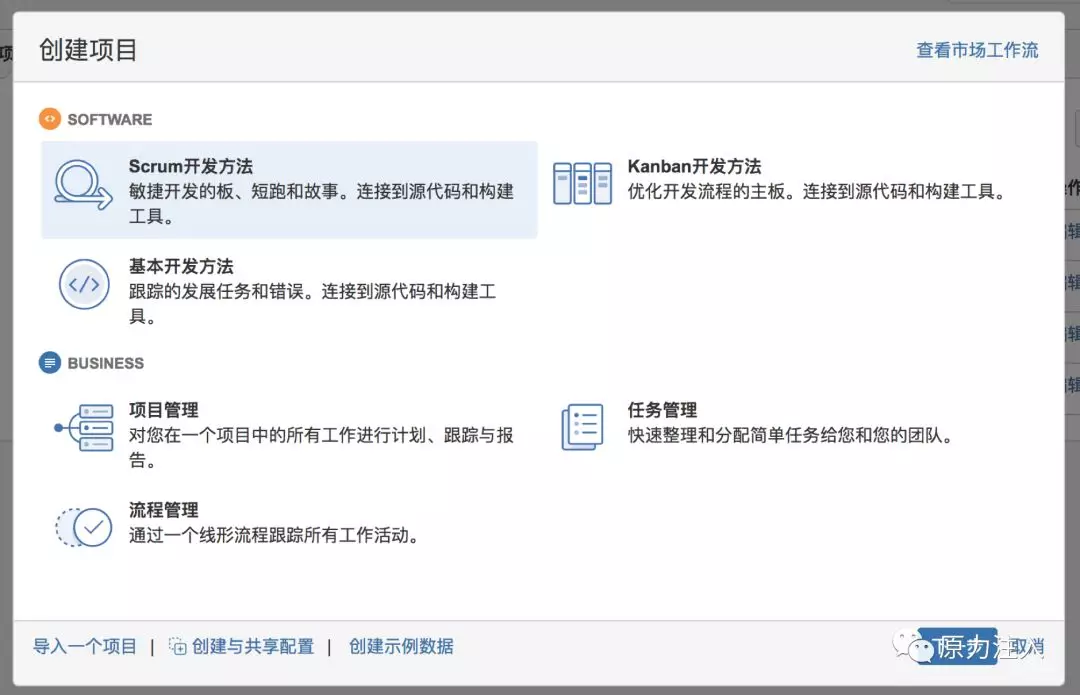 创建项目
查看市场工作流
SOFTWARE
Scrum开发方法
敏捷开发的板、短跑和故事。连接到源代码和构建
工具。
Kanban开发方法
优化开发流程的主板。连接到源代码和构建工具。
基本开发方法
跟踪的发展任务和错误。连接到源代码和构建工
具。
BUSINESS
项目管理
对您在一个项目中的所有工作进行计划、跟踪与报
告。
任务管理
快速整理和分配简单任务给您和您的团队。
流程管理
通过一个线形流程跟踪所有工作活动。
导入一个项目 | 创建与共享配置 | 创建示例数据
原力注入
取消